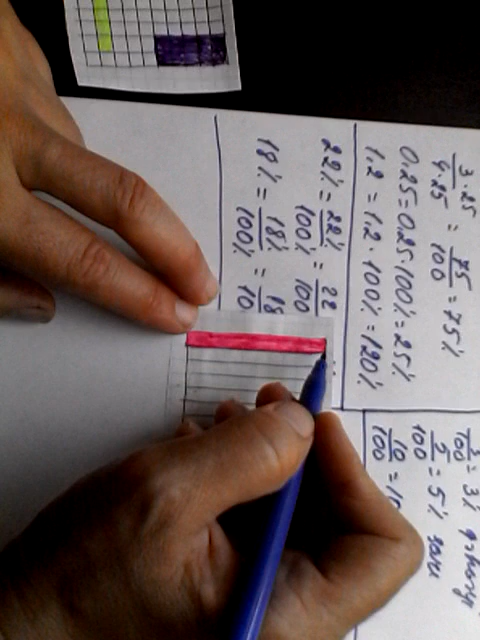 3·25/4·25 = 75/100 = 75%
0.25 = 0.25·100% = 25%
1.2 = 1.2·100% = 120%
22% = 22%/100% = 22/100
18% = 18%/100% = 18/10
3/100 = 3%
5/100 = 5%
10/100 =